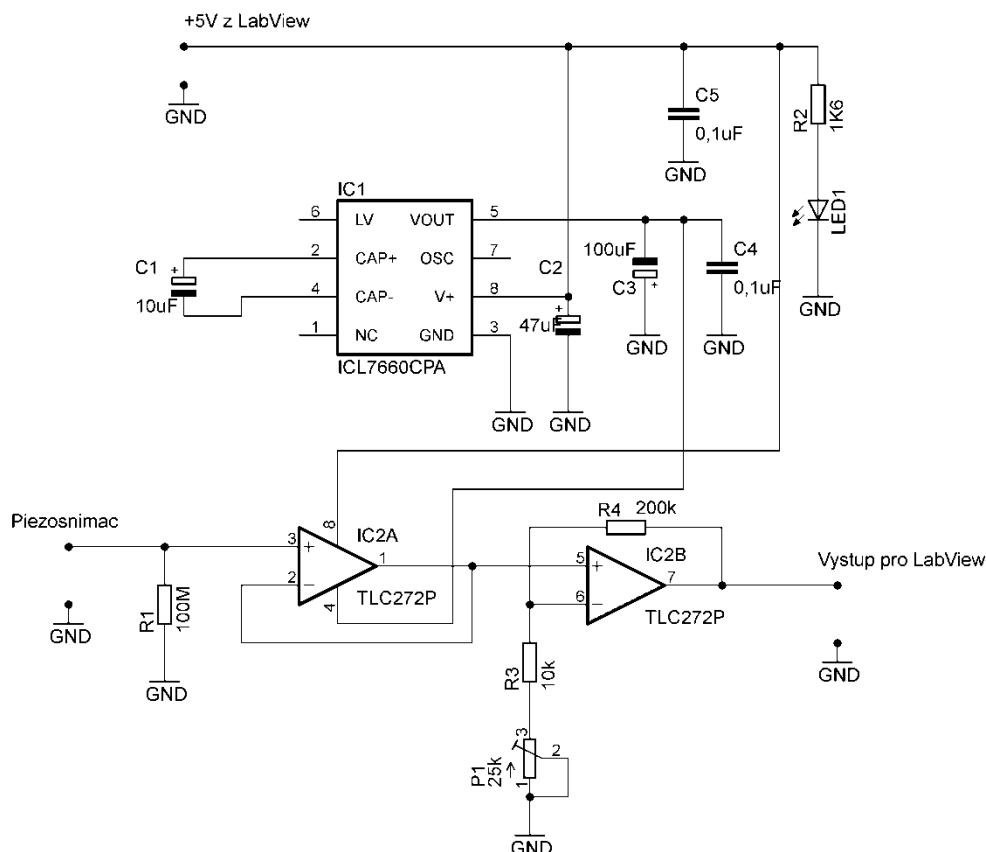 +5V z LabView
GND
C5
0,1uF
GND
R2
1K6
LED1
GND
IC1
6 LV VOUT 5
2 CAP+ OSC 7
4 CAP- V+ 8
1 NC GND 3
ICL7660CPA
C1
+
10uF
C2
+
47uF
100uF
C3
+
C4
0,1uF
GND
GND
GND
GND
Piezosnimac
GND
R1
100M
GND
3 + 8 IC2A
1
2 −
4 TLC272P
R4 200k
5 + IC2B
7
6 −
TLC272P
Vystup pro LabView
GND
R3
10k
P1
25k
3
2
1
GND